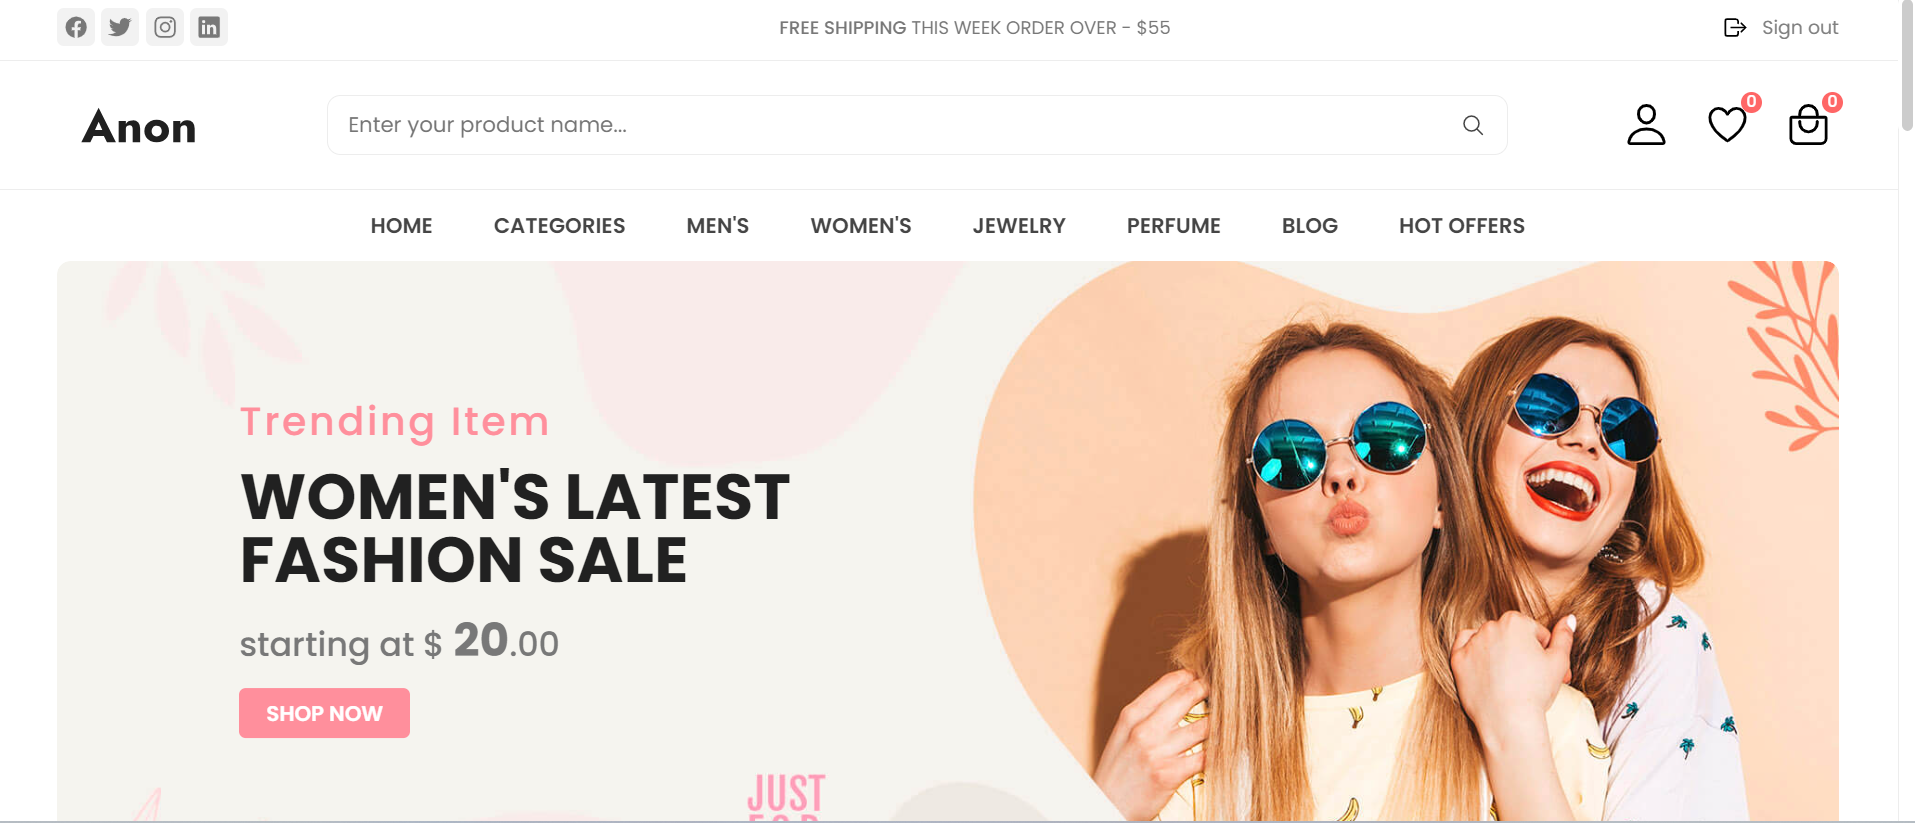 FREE SHIPPING THIS WEEK ORDER OVER - $55
Sign out
Anon
Enter your product name...
0
0
HOME
CATEGORIES
MEN'S
WOMEN'S
JEWELRY
PERFUME
BLOG
HOT OFFERS
Trending Item
WOMEN'S LATEST
FASHION SALE
starting at $ 20.00
SHOP NOW
JUST